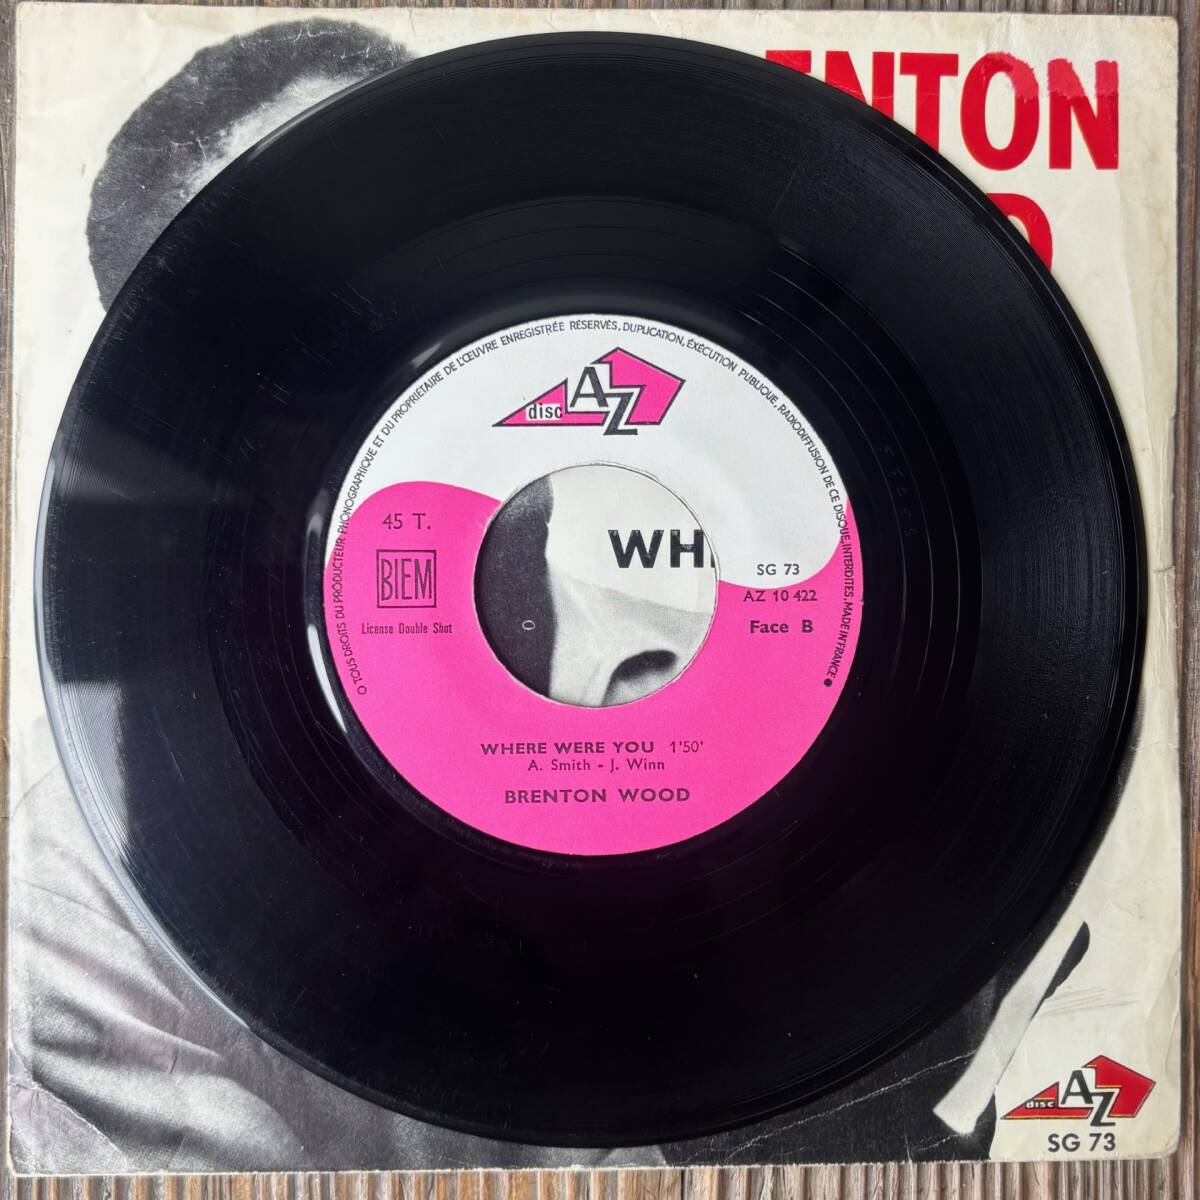 ENTON
O TOUS DROITS DU PRODUCTEUR PHONOGRAPHIQUE ET DU PROPRIÉTAIRE DE L'ŒUVRE ENREGISTRÉE RÉSERVÉS, DUPLICATION, ÉXÉCUTION PUBLIQUE, RADIODIFFUSION DE CE DISQUE, INTERDITES. MADE IN FRANCE ●
disc AZ
45 T.
BIEM
License Double Shot
WH
SG 73
AZ 10 422
Face B
WHERE WERE YOU 1'50'
A. Smith - J. Winn
BRENTON WOOD
disc AZ
SG 73